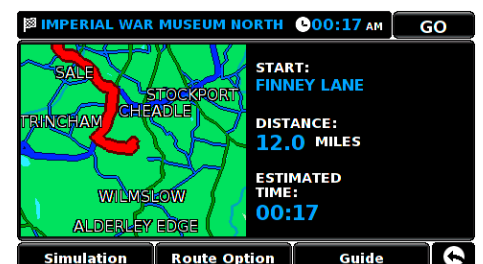 IMPERIAL WAR MUSEUM NORTH 00:17 AM GO
SALE
STOCKPORT
CHEADLE
TRINCHAM
WILMSLOW
ALDERLEY EDGE
START:
FINNEY LANE
DISTANCE:
12.0 MILES
ESTIMATED
TIME:
00:17
Simulation Route Option Guide